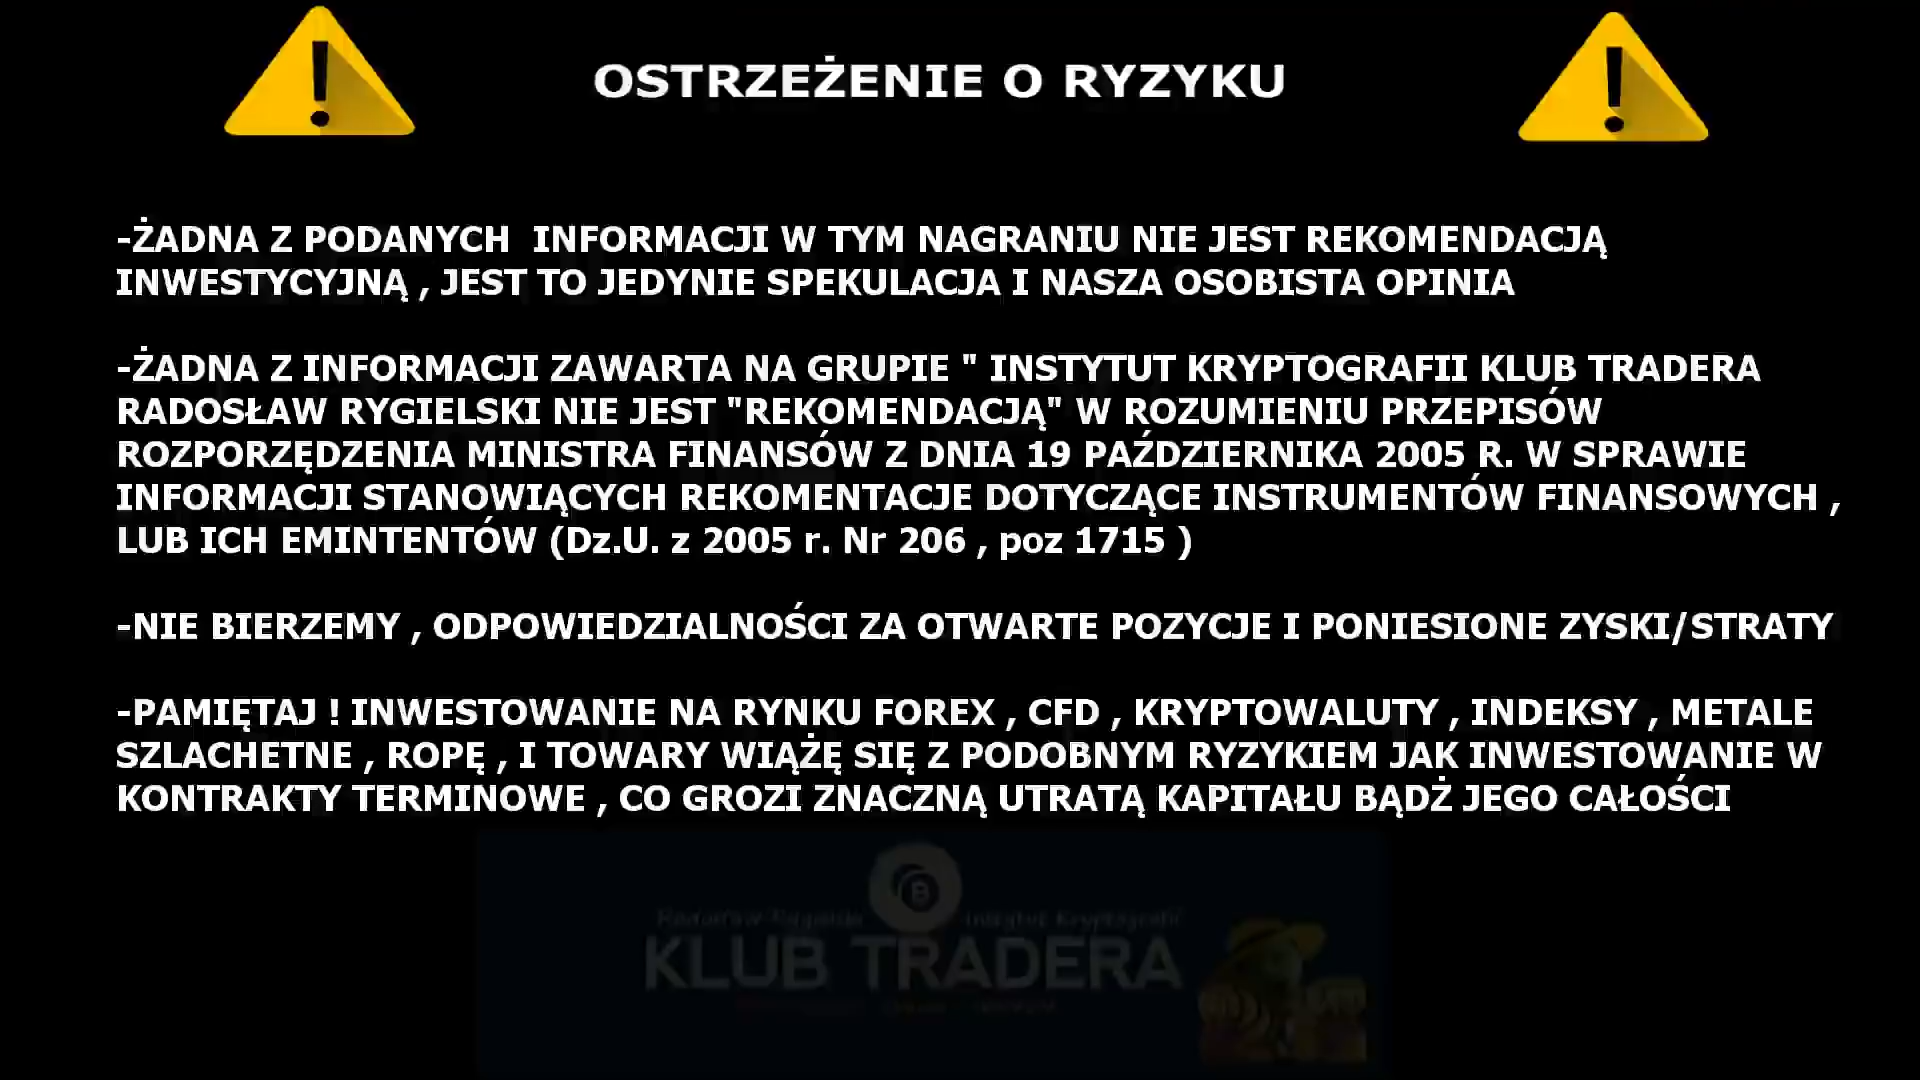 OSTRZEŻENIE O RYZYKU
-ŻADNA Z PODANYCH  INFORMACJI W TYM NAGRANIU NIE JEST REKOMENDACJĄ
INWESTYCYJNĄ , JEST TO JEDYNIE SPEKULACJA I NASZA OSOBISTA OPINIA
-ŻADNA Z INFORMACJI ZAWARTA NA GRUPIE " INSTYTUT KRYPTOGRAFII KLUB TRADERA
RADOSŁAW RYGIELSKI NIE JEST "REKOMENDACJĄ" W ROZUMIENIU PRZEPISÓW
ROZPORZĘDZENIA MINISTRA FINANSÓW Z DNIA 19 PAŹDZIERNIKA 2005 R. W SPRAWIE
INFORMACJI STANOWIĄCYCH REKOMENTACJE DOTYCZĄCE INSTRUMENTÓW FINANSOWYCH ,
LUB ICH EMINTENTÓW (Dz.U. z 2005 r. Nr 206 , poz 1715 )
-NIE BIERZEMY , ODPOWIEDZIALNOŚCI ZA OTWARTE POZYCJE I PONIESIONE ZYSKI/STRATY
-PAMIĘTAJ ! INWESTOWANIE NA RYNKU FOREX , CFD , KRYPTOWALUTY , INDEKSY , METALE
SZLACHETNE , ROPĘ , I TOWARY WIĄŻĘ SIĘ Z PODOBNYM RYZYKIEM JAK INWESTOWANIE W
KONTRAKTY TERMINOWE , CO GROZI ZNACZNĄ UTRATĄ KAPITAŁU BĄDŻ JEGO CAŁOŚCI
Radosław Rygielski Instytut Kryptografii
KLUB TRADERA